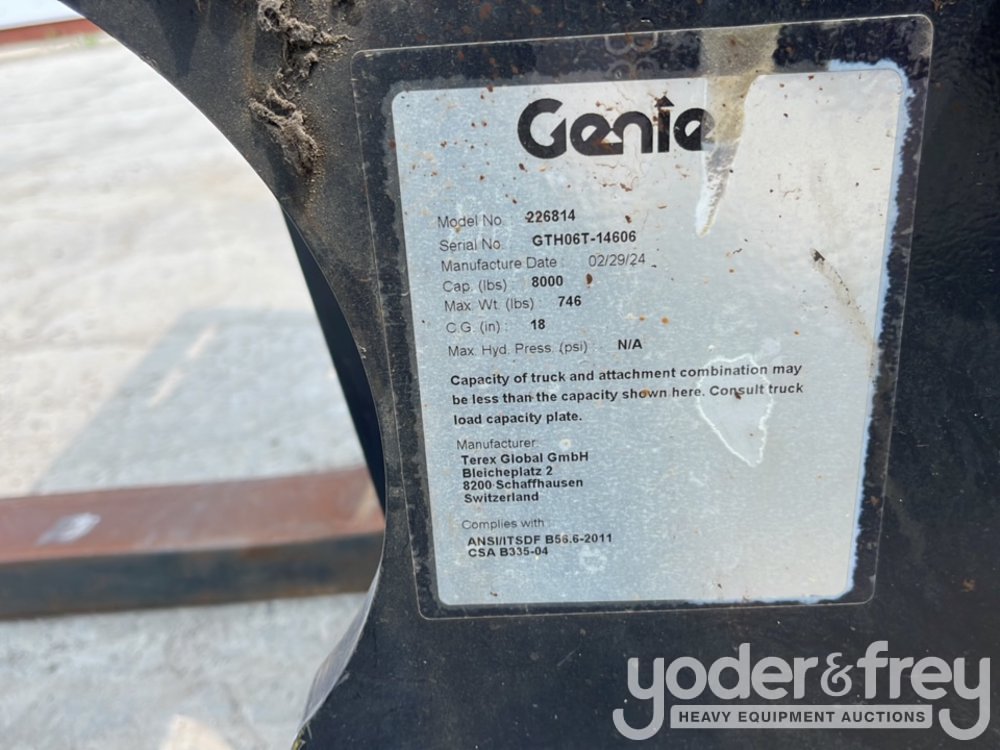 Genie
Model No. 226814
Serial No. GTH06T-14606
Manufacture Date : 02/29/24
Cap. (lbs) 8000
Max. Wt. (lbs) 746
C.G. (in) : 18
Max. Hyd. Press. (psi) : N/A
Capacity of truck and attachment combination may
be less than the capacity shown here. Consult truck
load capacity plate.
Manufacturer:
Terex Global GmbH
Bleicheplatz 2
8200 Schaffhausen
Switzerland
Complies with :
ANSI/ITSDF B56.6-2011
CSA B335-04
yoder&frey
HEAVY EQUIPMENT AUCTIONS